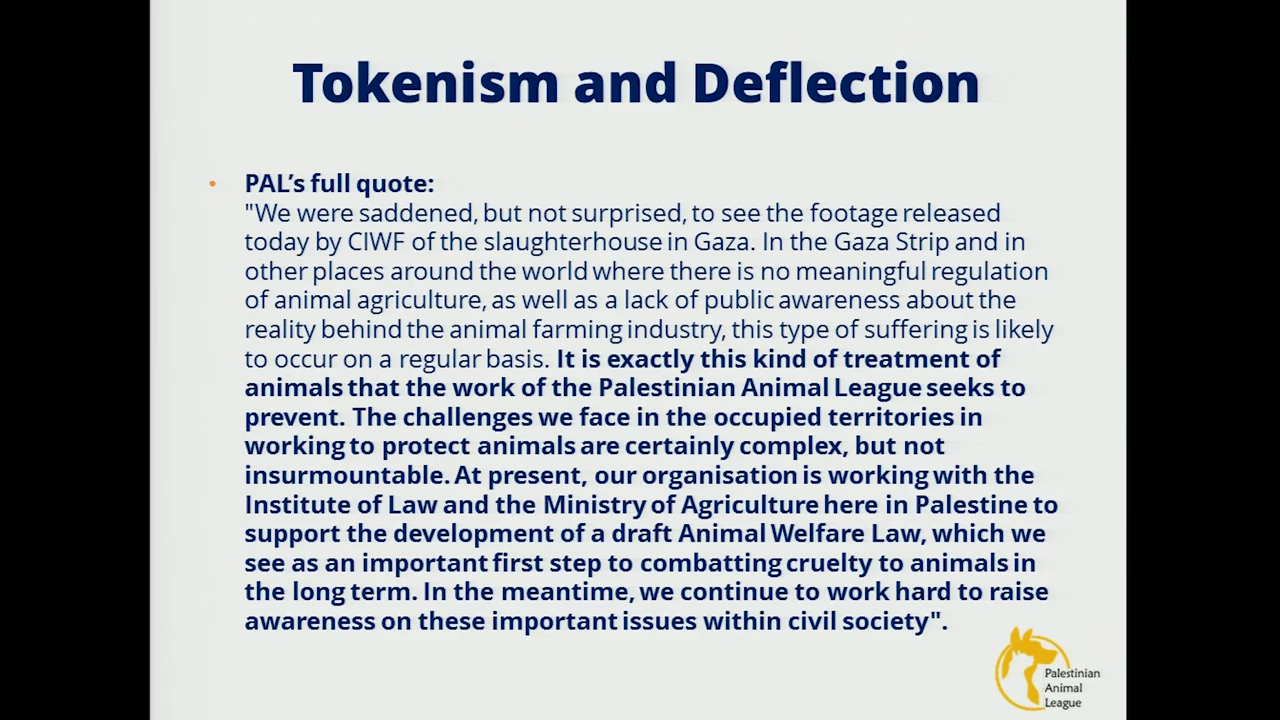 Tokenism and Deflection
• PAL’s full quote:
"We were saddened, but not surprised, to see the footage released
today by CIWF of the slaughterhouse in Gaza. In the Gaza Strip and in
other places around the world where there is no meaningful regulation
of animal agriculture, as well as a lack of public awareness about the
reality behind the animal farming industry, this type of suffering is likely
to occur on a regular basis. It is exactly this kind of treatment of
animals that the work of the Palestinian Animal League seeks to
prevent. The challenges we face in the occupied territories in
working to protect animals are certainly complex, but not
insurmountable. At present, our organisation is working with the
Institute of Law and the Ministry of Agriculture here in Palestine to
support the development of a draft Animal Welfare Law, which we
see as an important first step to combatting cruelty to animals in
the long term. In the meantime, we continue to work hard to raise
awareness on these important issues within civil society".
Palestinian
Animal
League